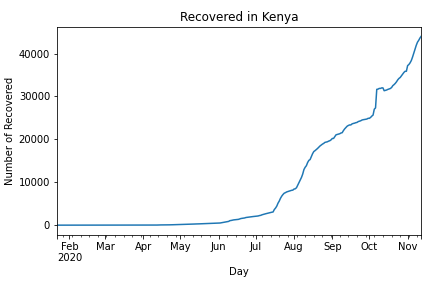 Recovered in Kenya
Number of Recovered
40000
30000
20000
10000
0
Feb Mar Apr May Jun Jul Aug Sep Oct Nov
2020
Day